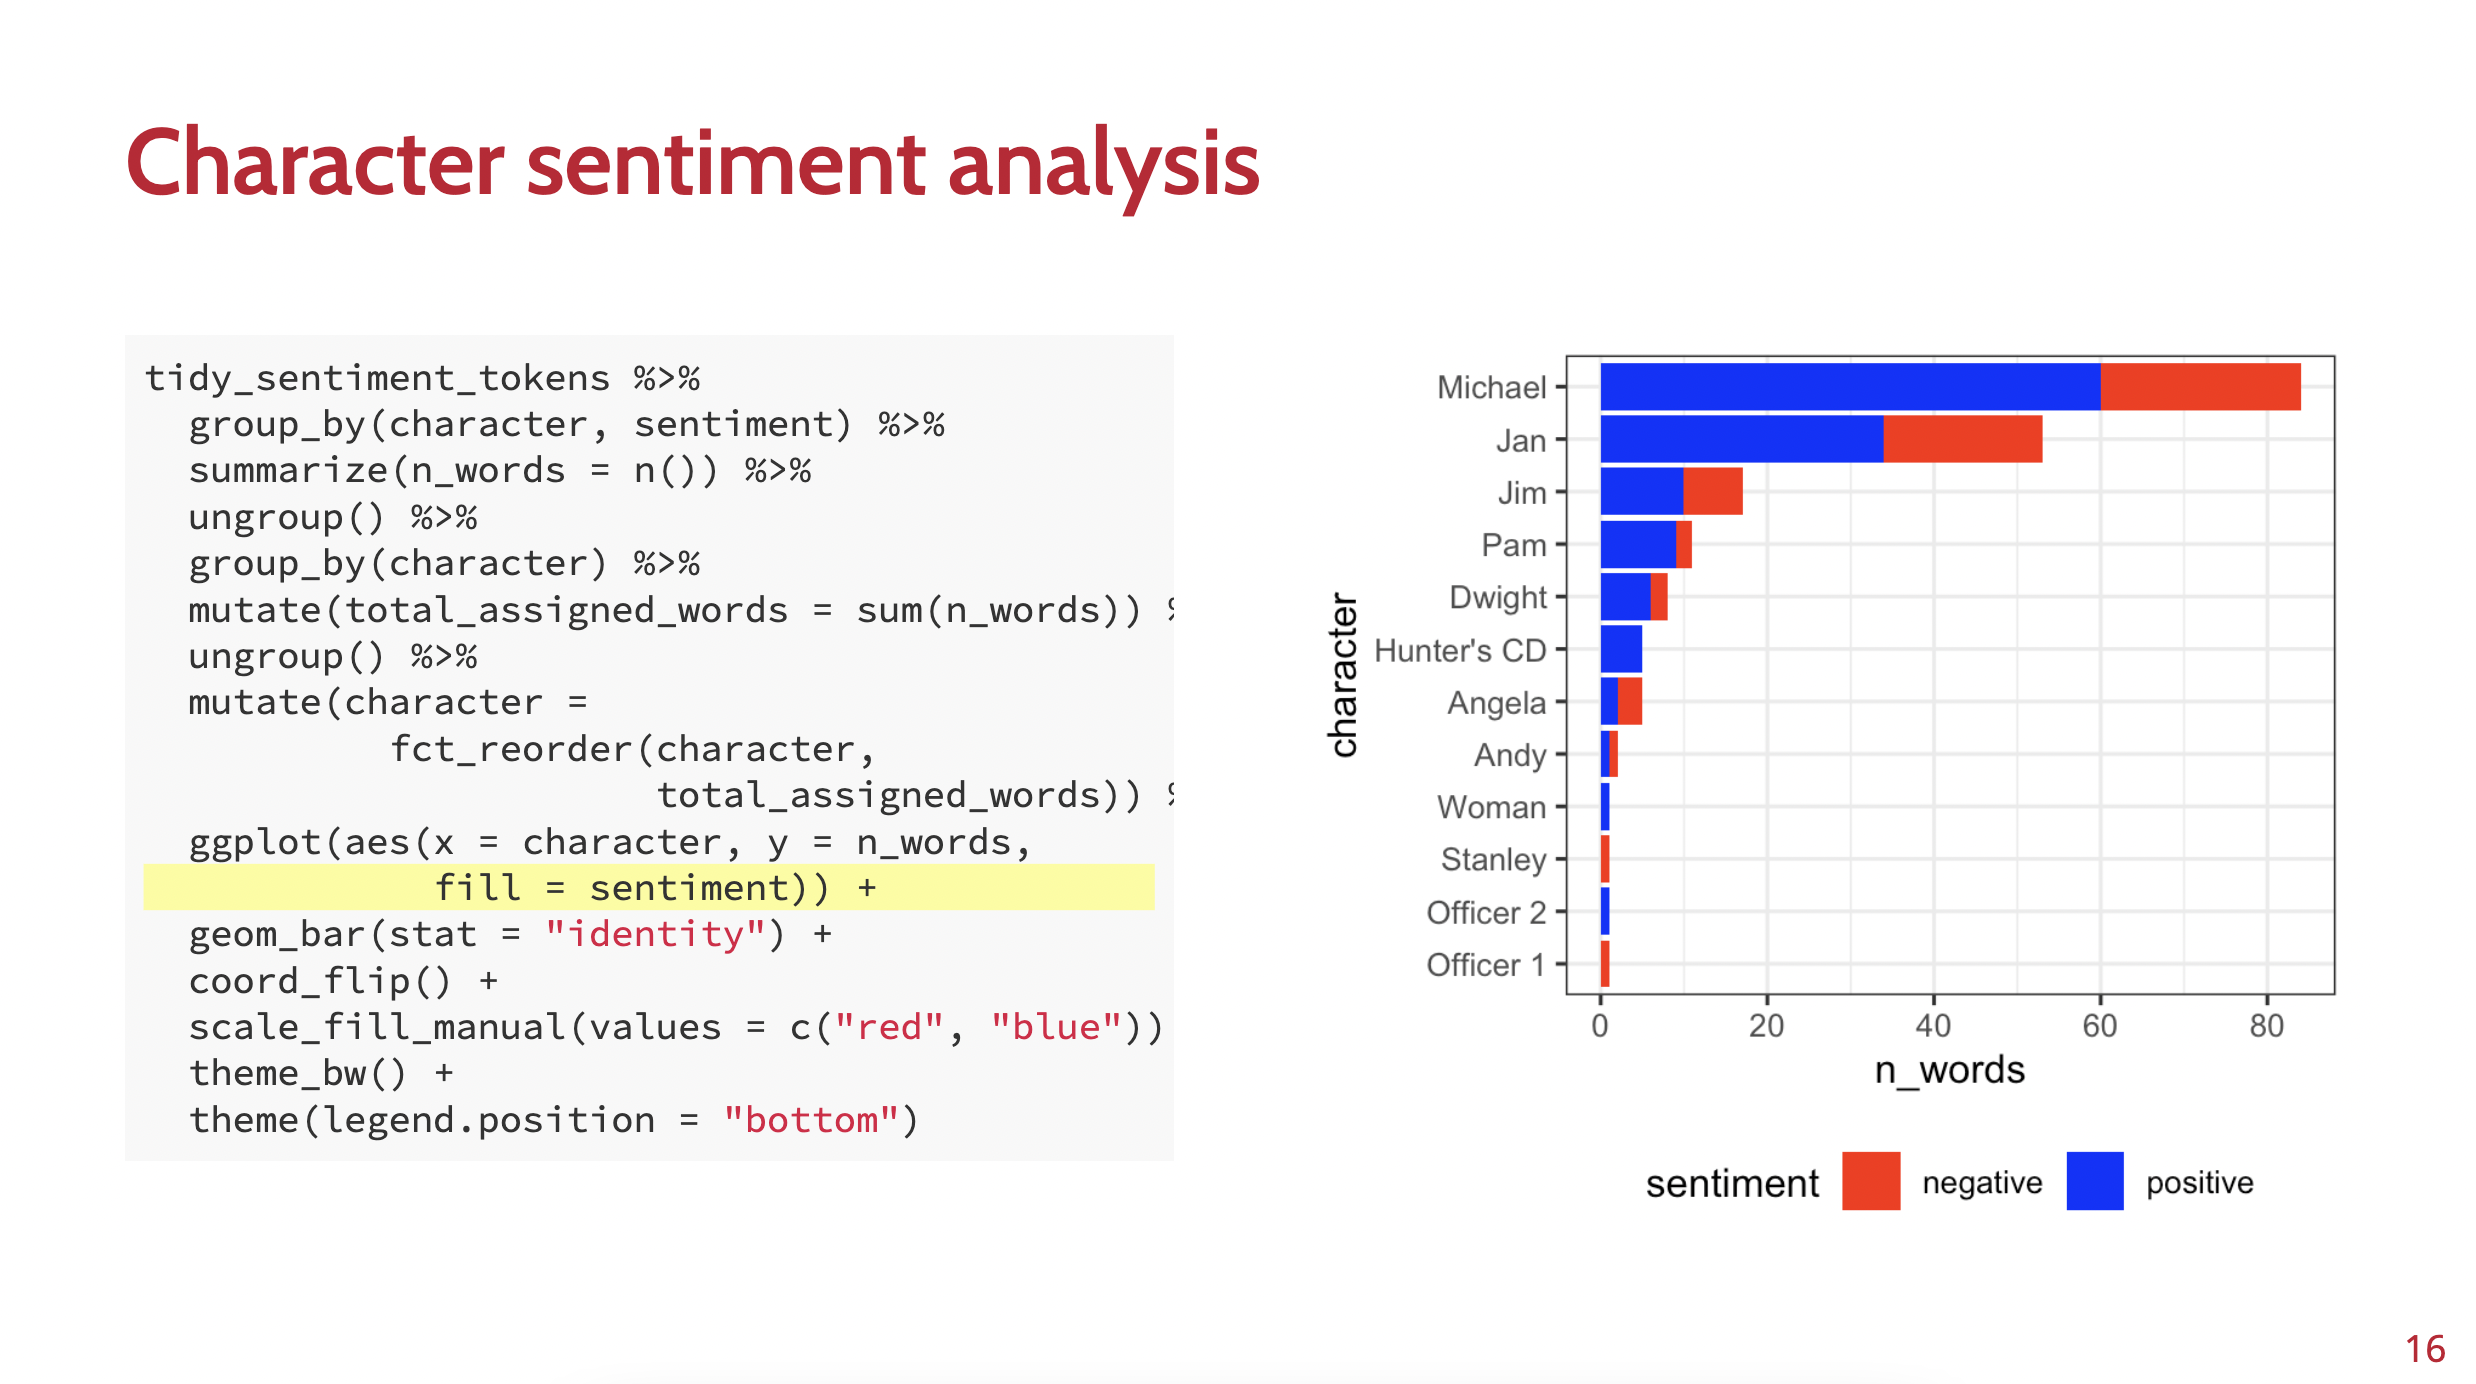 Character sentiment analysis
tidy_sentiment_tokens %>%
  group_by(character, sentiment) %>%
  summarize(n_words = n()) %>%
  ungroup() %>%
  group_by(character) %>%
  mutate(total_assigned_words = sum(n_words)) %
  ungroup() %>%
  mutate(character =
           fct_reorder(character,
                       total_assigned_words)) %
  ggplot(aes(x = character, y = n_words,
             fill = sentiment)) +
  geom_bar(stat = "identity") +
  coord_flip() +
  scale_fill_manual(values = c("red", "blue"))
  theme_bw() +
  theme(legend.position = "bottom")
character
Michael
Jan
Jim
Pam
Dwight
Hunter's CD
Angela
Andy
Woman
Stanley
Officer 2
Officer 1
0 20 40 60 80
n_words
sentiment negative positive
16